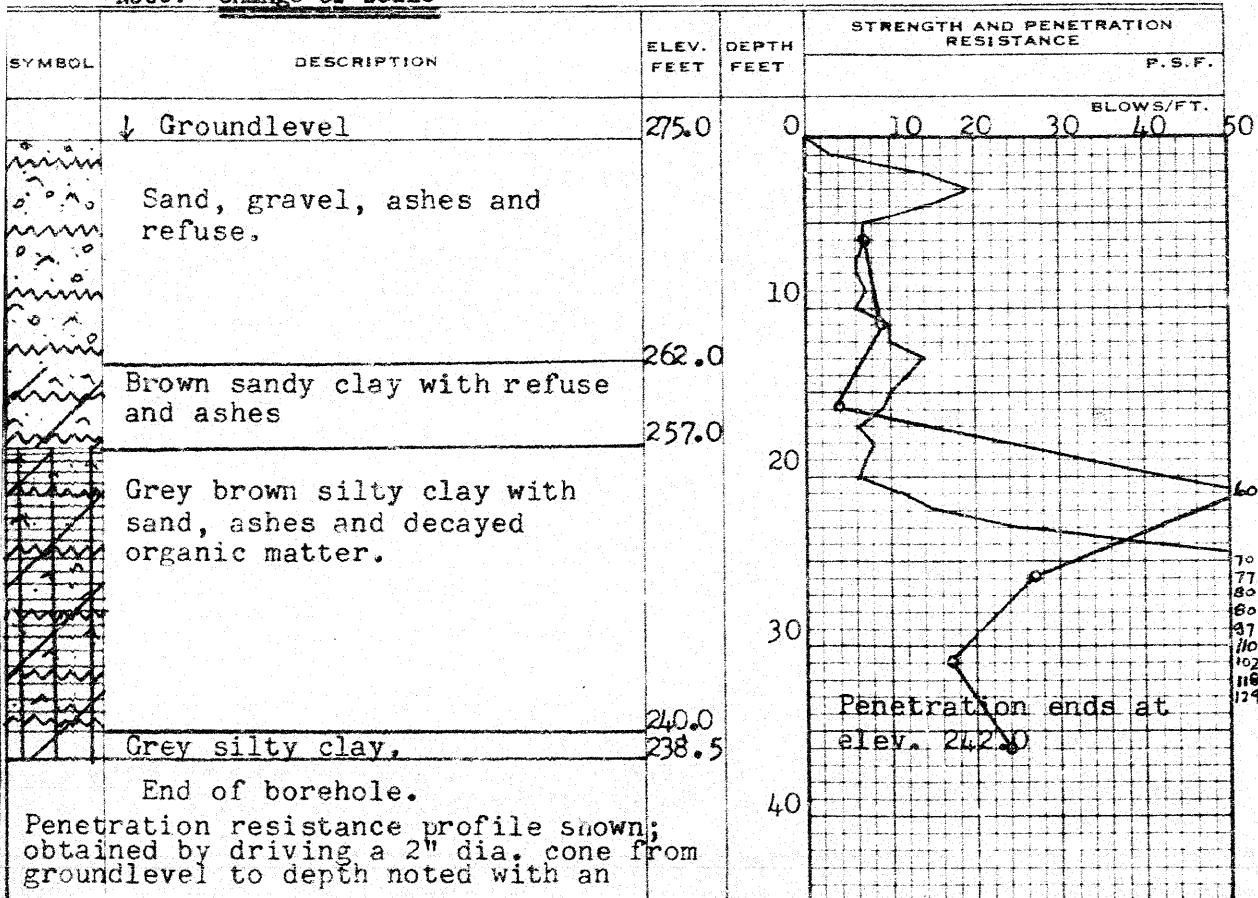 SYMBOL
DESCRIPTION
ELEV. FEET
DEPTH FEET
STRENGTH AND PENETRATION RESISTANCE
P.S.F.
BLOWS/FT.
↓ Groundlevel
275.0
0
10 20 30 40 50
Sand, gravel, ashes and
refuse.
10
262.0
Brown sandy clay with refuse
and ashes
257.0
20
Grey brown silty clay with
sand, ashes and decayed
organic matter.
60
70
77
80
80
97
110
102
118
129
30
240.0
Grey silty clay.
238.5
Penetration ends at
elev. 242.0
End of borehole.
40
Penetration resistance profile shown;
obtained by driving a 2" dia. cone from
groundlevel to depth noted with an